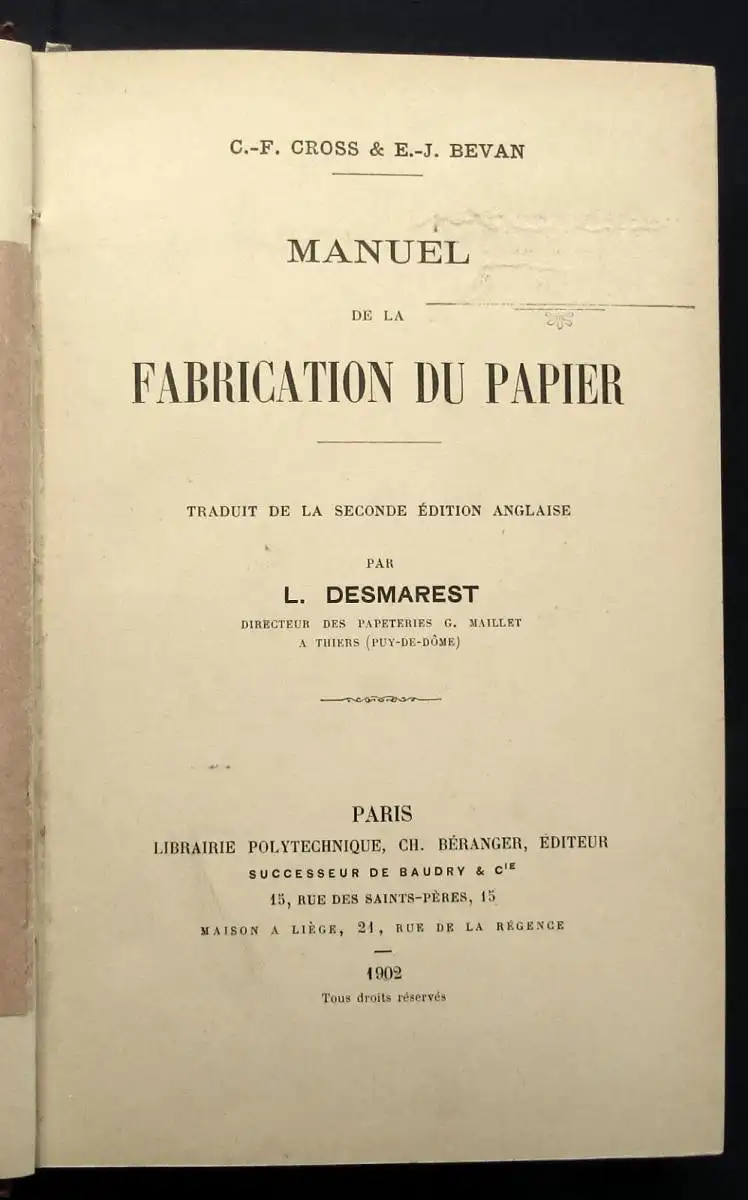 C.-F. CROSS & E.-J. BEVAN
MANUEL
DE LA
FABRICATION DU PAPIER
TRADUIT DE LA SECONDE ÉDITION ANGLAISE
PAR
L. DESMAREST
DIRECTEUR DES PAPETERIES G. MAILLET
A THIERS (PUY-DE-DÔME)
PARIS
LIBRAIRIE POLYTECHNIQUE, CH. BÉRANGER, ÉDITEUR
SUCCESSEUR DE BAUDRY & CIE
15, RUE DES SAINTS-PÈRES, 15
MAISON A LIÈGE, 21, RUE DE LA RÉGENCE
1902
Tous droits réservés